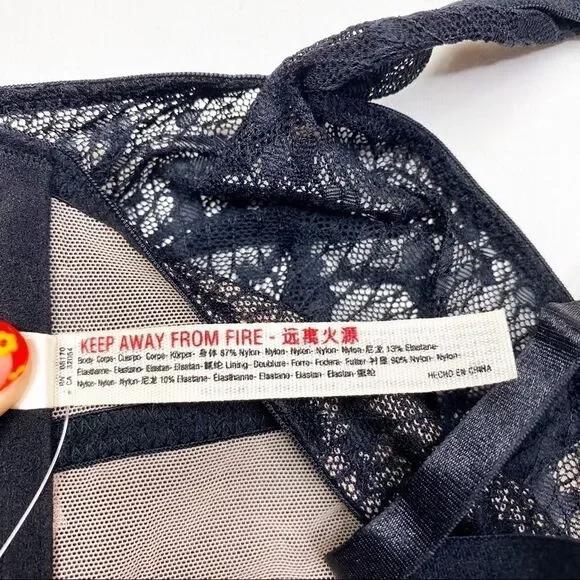 KEEP AWAY FROM FIRE - 远离火源
Body· Corps· Cuerpo· Corpo· Körper· 身体 87% Nylon· Nylon· Nylon· Nylon· Nylon·尼龙 13% Elastane·
Elasthanne· Elastano· Elastan· Elastan·氨纶 Lining· Doublure· Forro· Fodera· Futter· 衬里 90% Nylon· Nylon·
Nylon· Nylon· Nylon· 尼龙 10% Elastane· Elasthanne· Elastano· Elastan· Elastan·氨纶
HECHO EN CHINA